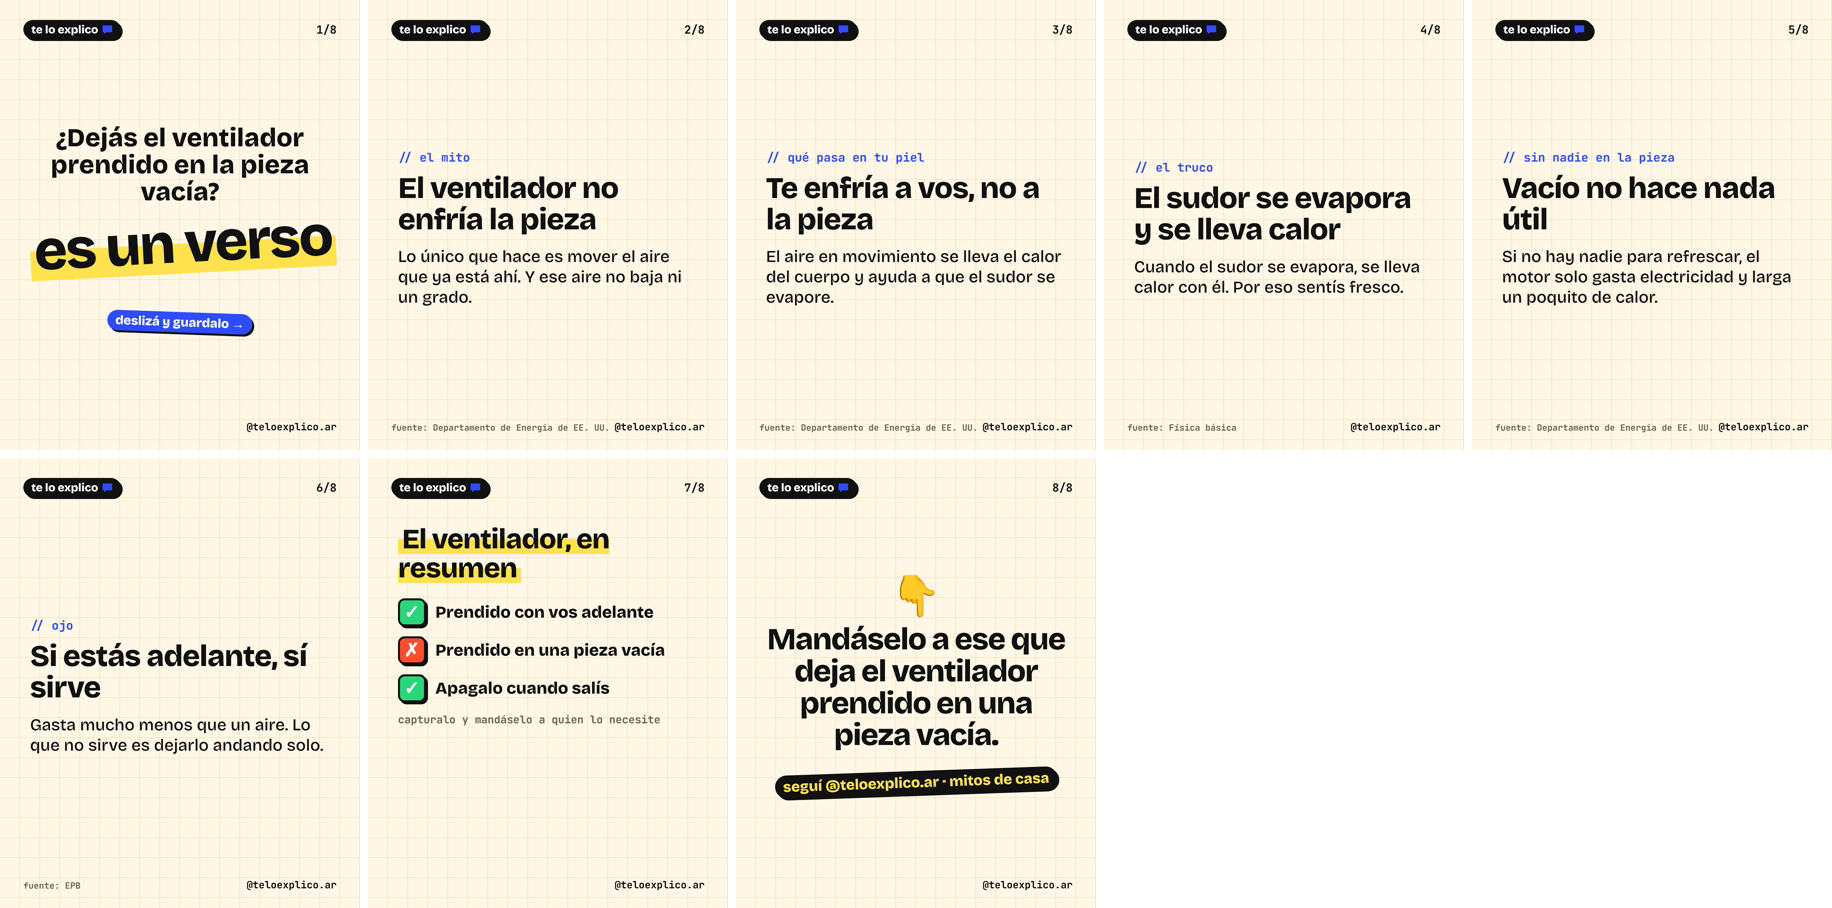 te lo explico
1/8
¿Dejás el ventilador
prendido en la pieza
vacía?
es un verso
deslizá y guardalo →
@teloexplico.ar
te lo explico
2/8
// el mito
El ventilador no
enfría la pieza
Lo único que hace es mover el aire
que ya está ahí. Y ese aire no baja ni
un grado.
fuente: Departamento de Energía de EE. UU.
@teloexplico.ar
te lo explico
3/8
// qué pasa en tu piel
Te enfría a vos, no a
la pieza
El aire en movimiento se lleva el calor
del cuerpo y ayuda a que el sudor se
evapore.
fuente: Departamento de Energía de EE. UU.
@teloexplico.ar
te lo explico
4/8
// el truco
El sudor se evapora
y se lleva calor
Cuando el sudor se evapora, se lleva
calor con él. Por eso sentís fresco.
fuente: Física básica
@teloexplico.ar
te lo explico
5/8
// sin nadie en la pieza
Vacío no hace nada
útil
Si no hay nadie para refrescar, el
motor solo gasta electricidad y larga
un poquito de calor.
fuente: Departamento de Energía de EE. UU.
@teloexplico.ar
te lo explico
6/8
// ojo
Si estás adelante, sí
sirve
Gasta mucho menos que un aire. Lo
que no sirve es dejarlo andando solo.
fuente: EPB
@teloexplico.ar
te lo explico
7/8
El ventilador, en
resumen
✓ Prendido con vos adelante
✗ Prendido en una pieza vacía
✓ Apagalo cuando salís
capturalo y mandáselo a quien lo necesite
@teloexplico.ar
te lo explico
8/8
Mandáselo a ese que
deja el ventilador
prendido en una
pieza vacía.
seguí @teloexplico.ar · mitos de casa
@teloexplico.ar